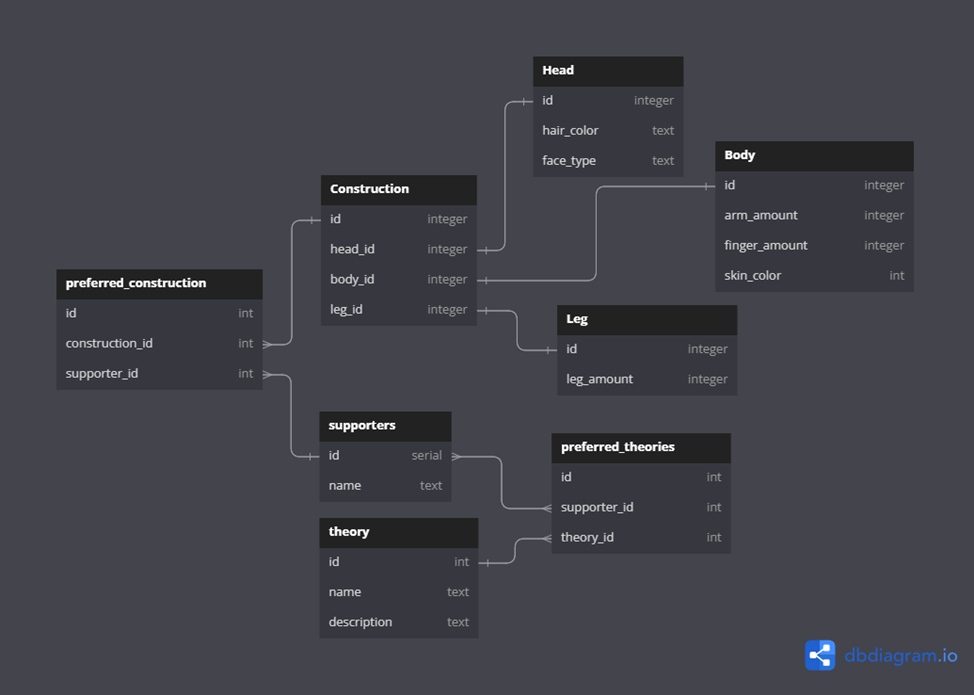 Head
id integer
hair_color text
face_type text
Body
id integer
arm_amount integer
finger_amount integer
skin_color int
Construction
id integer
head_id integer
body_id integer
leg_id integer
preferred_construction
id int
construction_id int
supporter_id int
Leg
id integer
leg_amount integer
supporters
id serial
name text
preferred_theories
id int
supporter_id int
theory_id int
theory
id int
name text
description text
dbdiagram.io